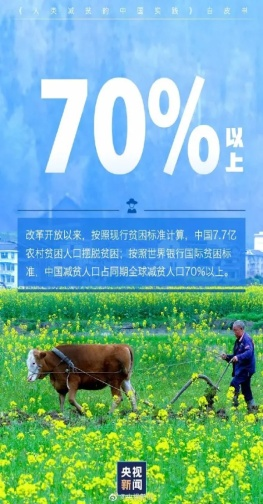 《人类减贫的中国实践》白皮书
70%以上
改革开放以来，按照现行贫困标准计算，中国7.7亿
农村贫困人口摆脱贫困；按照世界银行国际贫困标
准，中国减贫人口占同期全球减贫人口70%以上。
央视
新闻
@央视新闻